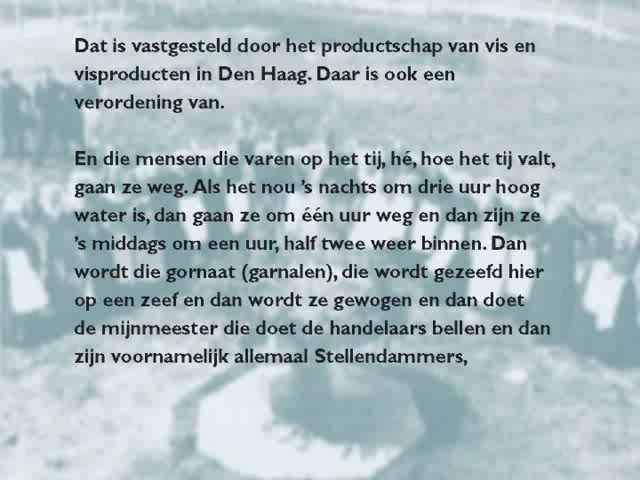 Dat is vastgesteld door het productschap van vis en
visproducten in Den Haag. Daar is ook een
verordening van.
En die mensen die varen op het tij, hé, hoe het tij valt,
gaan ze weg. Als het nou ’s nachts om drie uur hoog
water is, dan gaan ze om één uur weg en dan zijn ze
’s middags om een uur, half twee weer binnen. Dan
wordt die gornaat (garnalen), die wordt gezeefd hier
op een zeef en dan wordt ze gewogen en dan doet
de mijnmeester die doet de handelaars bellen en dan
zijn voornamelijk allemaal Stellendammers,